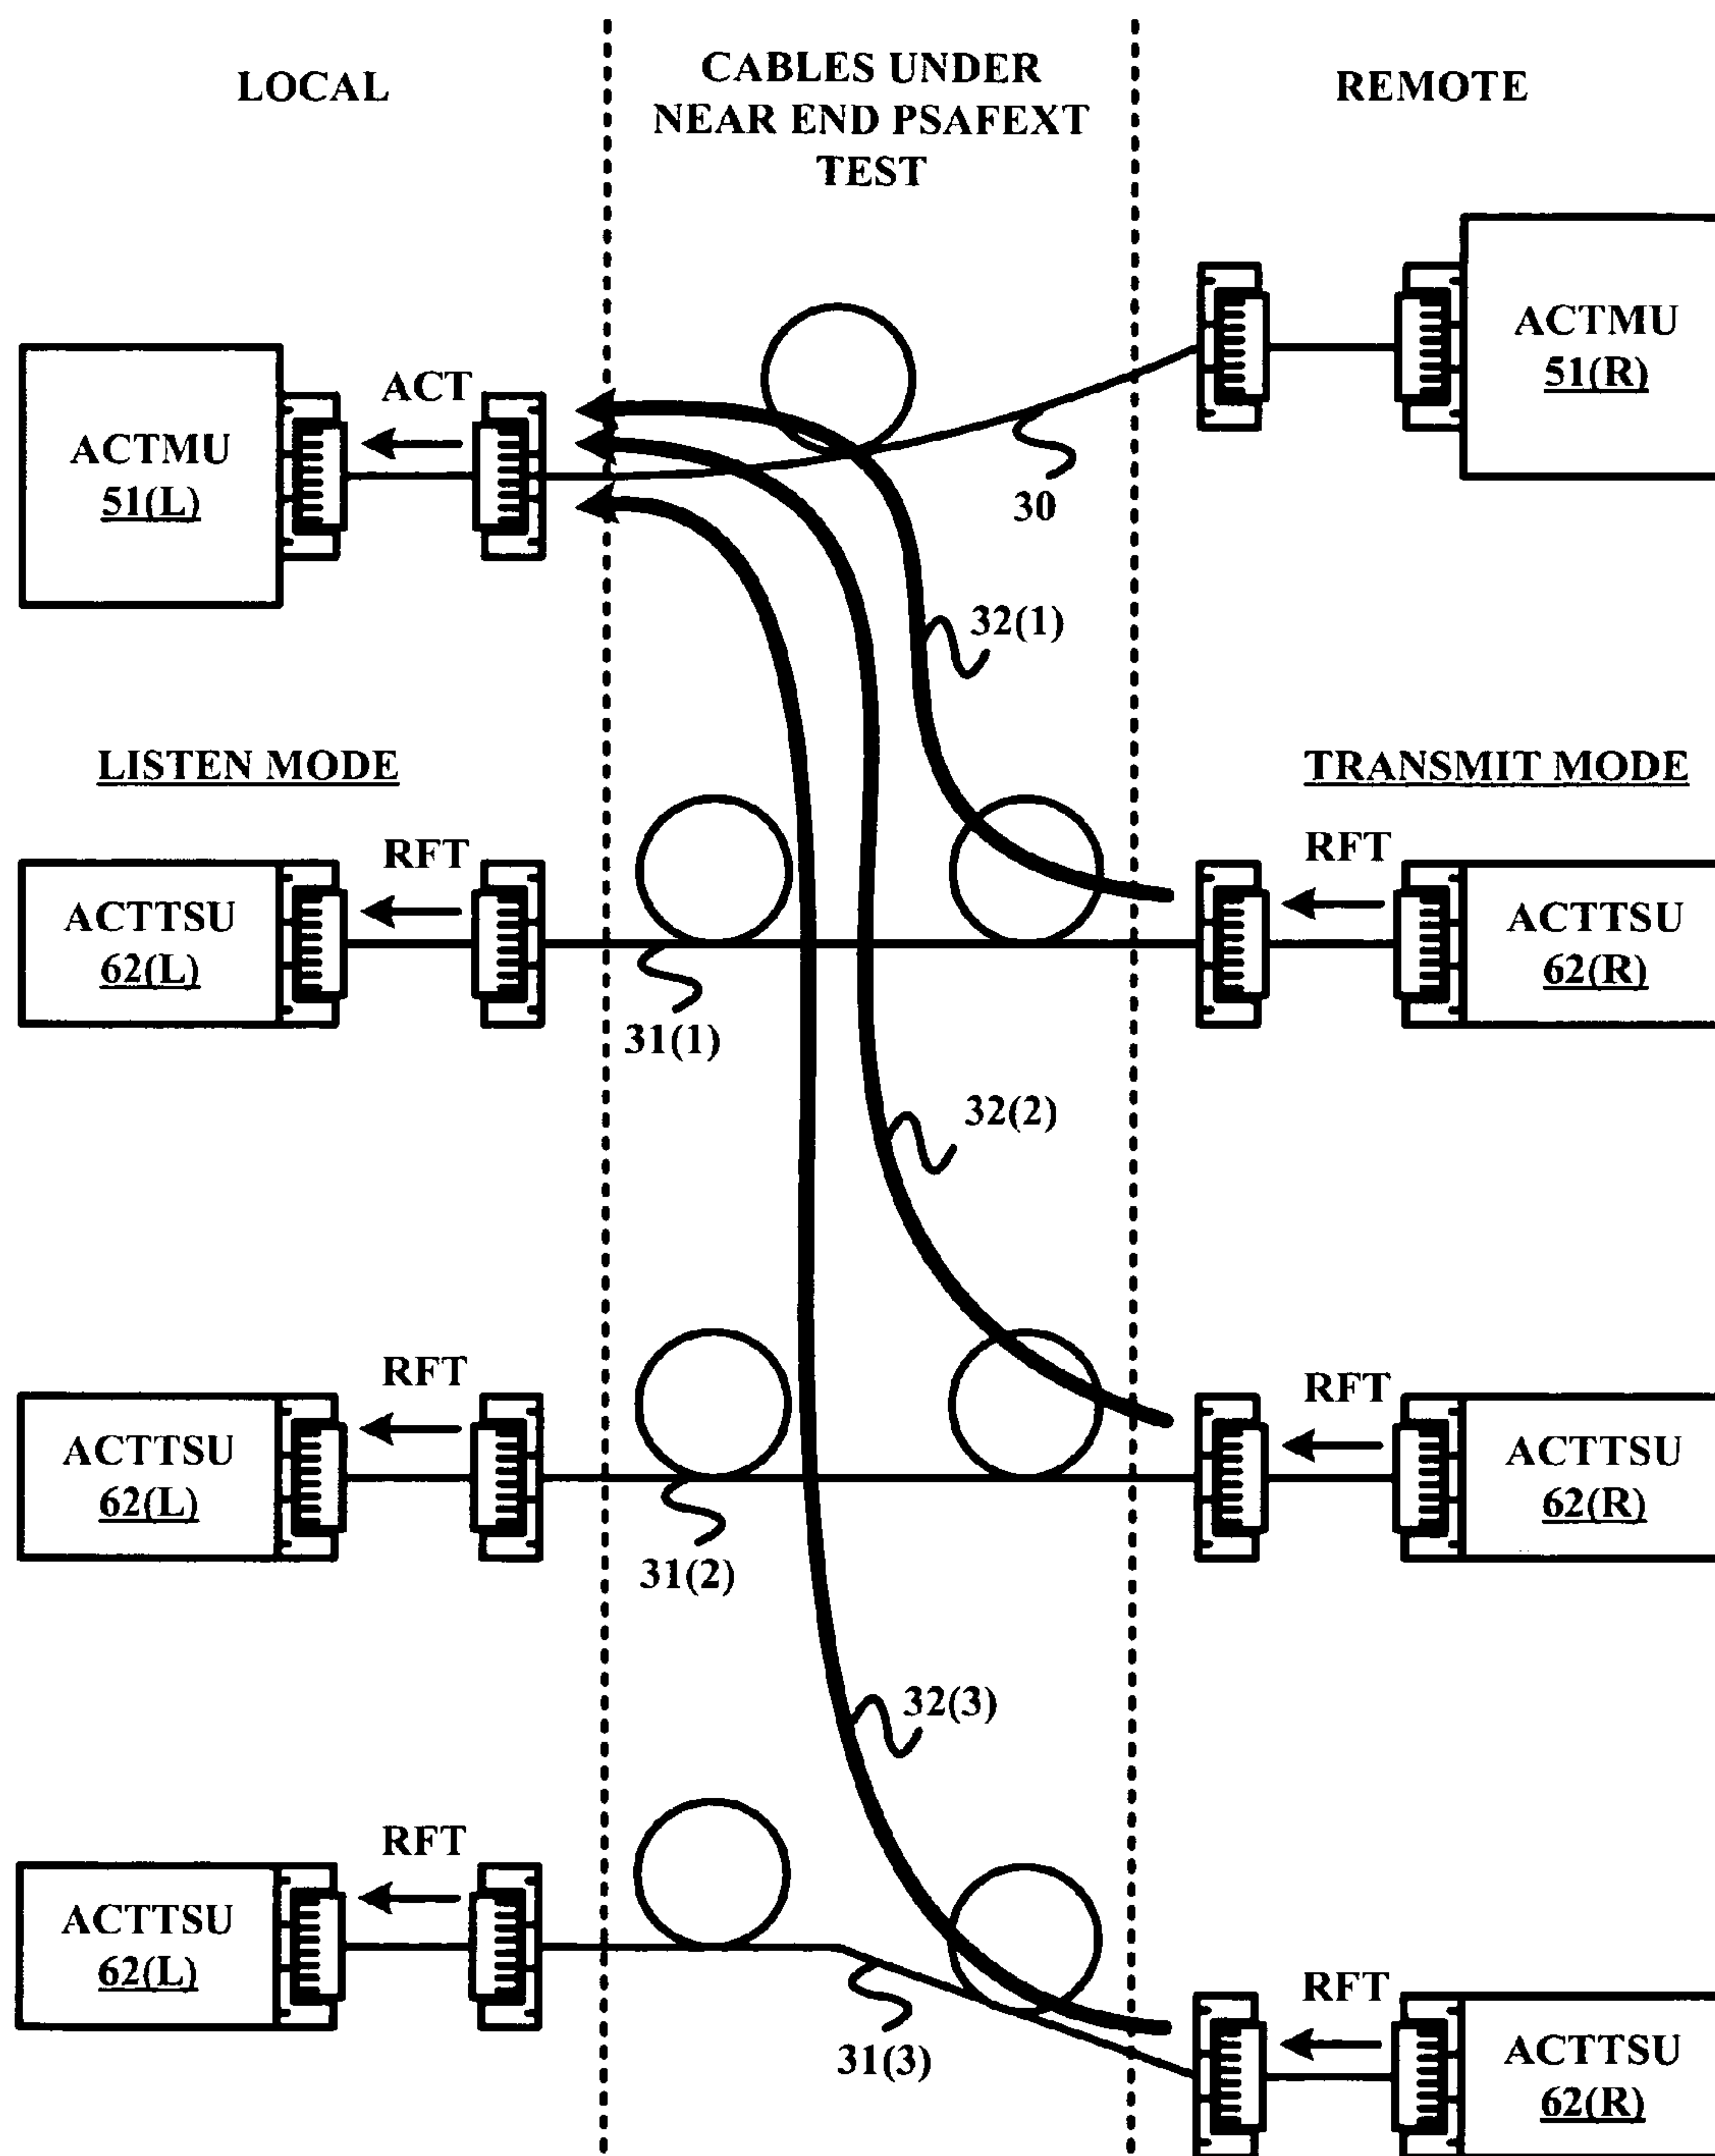 LOCAL
CABLES UNDER
NEAR END PSAFEXT
TEST
REMOTE
ACTMU
51(R)
ACT
ACTMU
51(L)
30
32(1)
LISTEN MODE
TRANSMIT MODE
RFT
RFT
ACTTSU
62(L)
ACTTSU
62(R)
31(1)
32(2)
RFT
RFT
ACTTSU
62(L)
ACTTSU
62(R)
31(2)
32(3)
RFT
ACTTSU
62(L)
RFT
31(3)
ACTTSU
62(R)